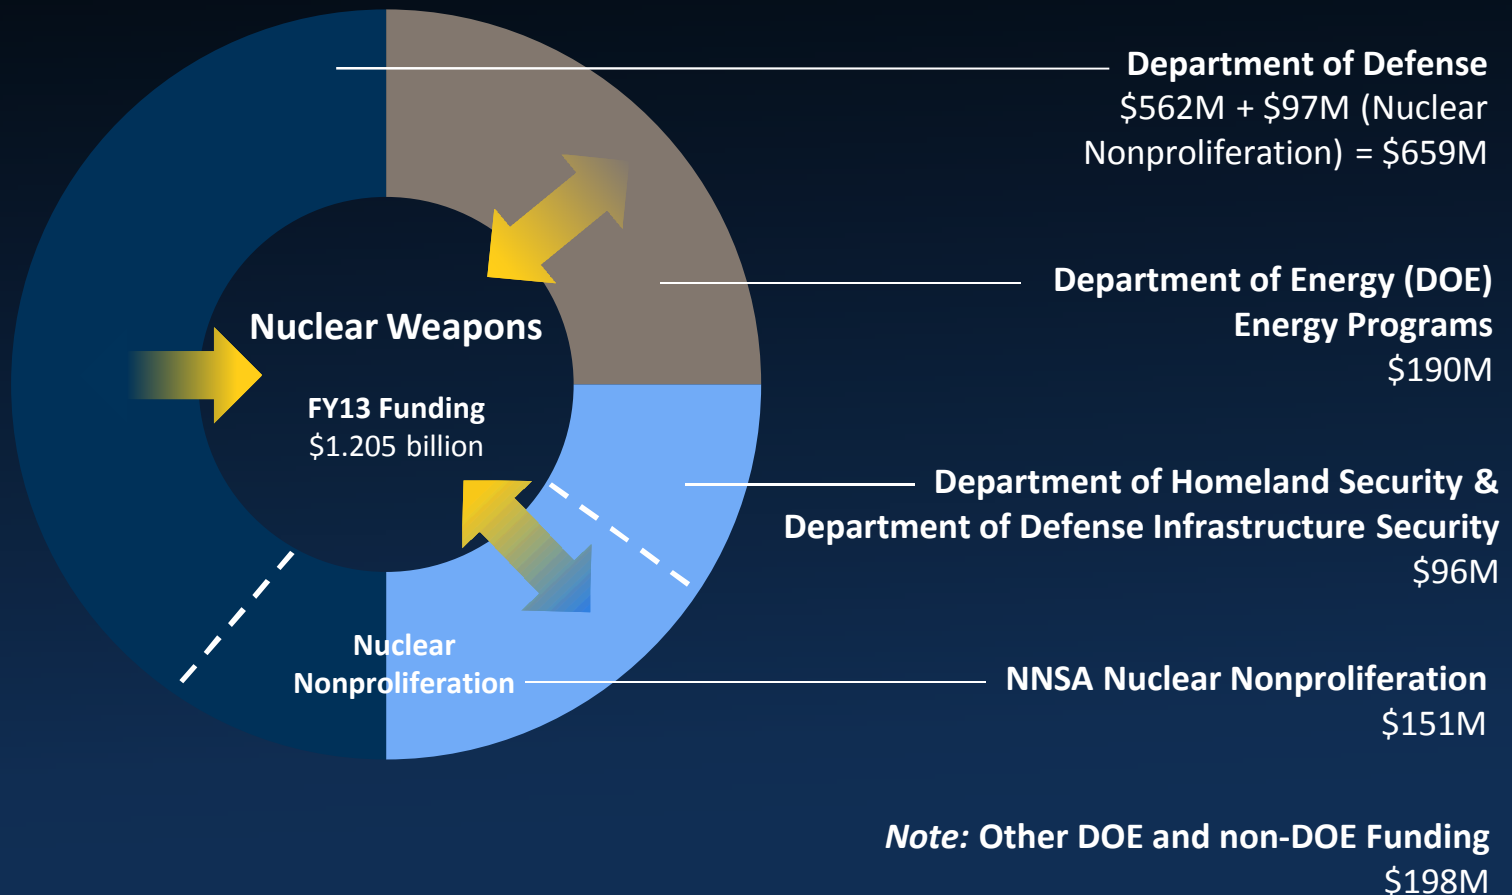 Department of Defense
$562M + $97M (Nuclear
Nonproliferation) = $659M
Department of Energy (DOE)
Energy Programs
$190M
Nuclear Weapons
FY13 Funding
$1.205 billion
Department of Homeland Security &
Department of Defense Infrastructure Security
$96M
Nuclear
Nonproliferation
NNSA Nuclear Nonproliferation
$151M
Note: Other DOE and non-DOE Funding
$198M